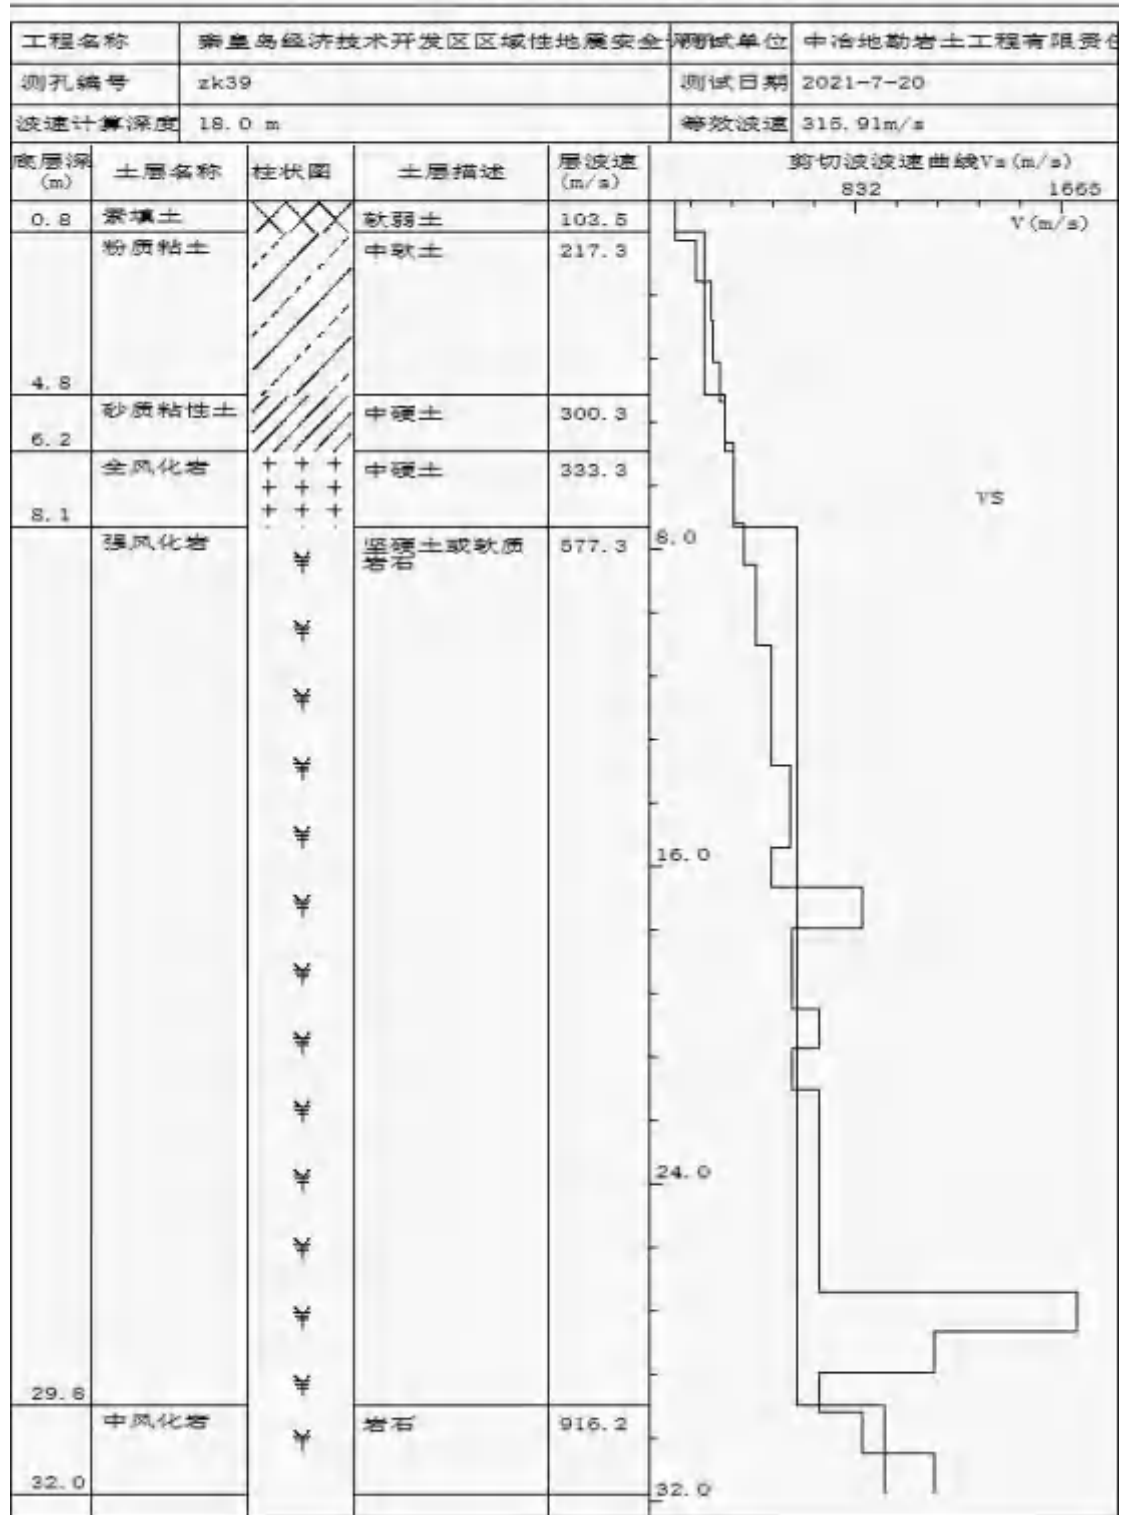 工程名称 秦皇岛经济技术开发区区域性地震安全 测试单位 中冶地勘岩土工程有限责任
测孔编号 zk39 测试日期 2021-7-20
波速计算深度 18.0 m 等效波速 315.91m/s
底层深(m) 土层名称 柱状图 土层描述 层波速(m/s) 剪切波波速曲线Vs(m/s)
832 1665
V(m/s)
0.8 素填土 软弱土 103.5
粉质粘土 中软土 217.3
4.8
砂质粘性土 中硬土 300.3
6.2
全风化岩 中硬土 333.3
VS
8.1
强风化岩 坚硬土或软质岩石 577.3
8.0
16.0
24.0
29.6
中风化岩 岩石 916.2
32.0
32.0